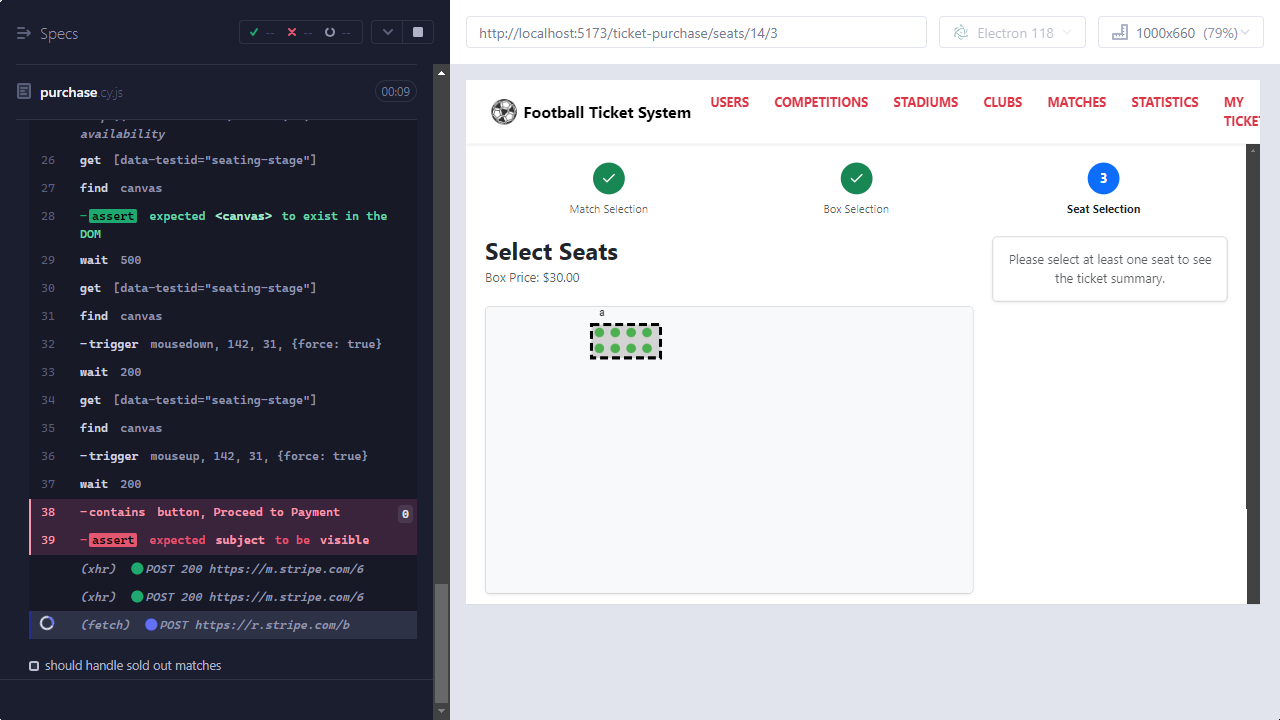 Specs
--
--
--
purchase.cy.js
00:09
availability
26 get [data-testid="seating-stage"]
27 find canvas
28 -assert expected <canvas> to exist in the
DOM
29 wait 500
30 get [data-testid="seating-stage"]
31 find canvas
32 -trigger mousedown, 142, 31, {force: true}
33 wait 200
34 get [data-testid="seating-stage"]
35 find canvas
36 -trigger mouseup, 142, 31, {force: true}
37 wait 200
38 -contains button, Proceed to Payment 0
39 -assert expected subject to be visible
(xhr) POST 200 https://m.stripe.com/6
(xhr) POST 200 https://m.stripe.com/6
(fetch) POST https://r.stripe.com/b
should handle sold out matches
http://localhost:5173/ticket-purchase/seats/14/3
Electron 118
1000x660 (79%)
Football Ticket System
USERS
COMPETITIONS
STADIUMS
CLUBS
MATCHES
STATISTICS
MY
TICKET
Match Selection
Box Selection
3
Seat Selection
Select Seats
Box Price: $30.00
Please select at least one seat to see
the ticket summary.
a